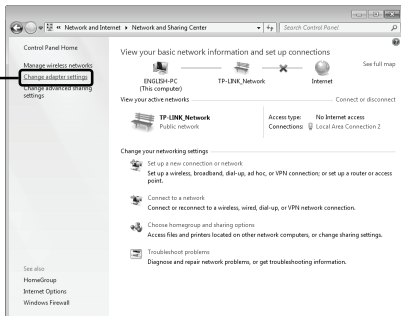 « Network and Internet ▸ Network and Sharing Center
Search Control Panel
Control Panel Home
Manage wireless networks
Change adapter settings
Change advanced sharing
settings
See also
HomeGroup
Internet Options
Windows Firewall
View your basic network information and set up connections
See full map
ENGLISH-PC
(This computer)
TP-LINK_Network
Internet
View your active networks
Connect or disconnect
TP-LINK_Network
Public network
Access type: No Internet access
Connections: Local Area Connection 2
Change your networking settings
Set up a new connection or network
Set up a wireless, broadband, dial-up, ad hoc, or VPN connection; or set up a router or access
point.
Connect to a network
Connect or reconnect to a wireless, wired, dial-up, or VPN network connection.
Choose homegroup and sharing options
Access files and printers located on other network computers, or change sharing settings.
Troubleshoot problems
Diagnose and repair network problems, or get troubleshooting information.